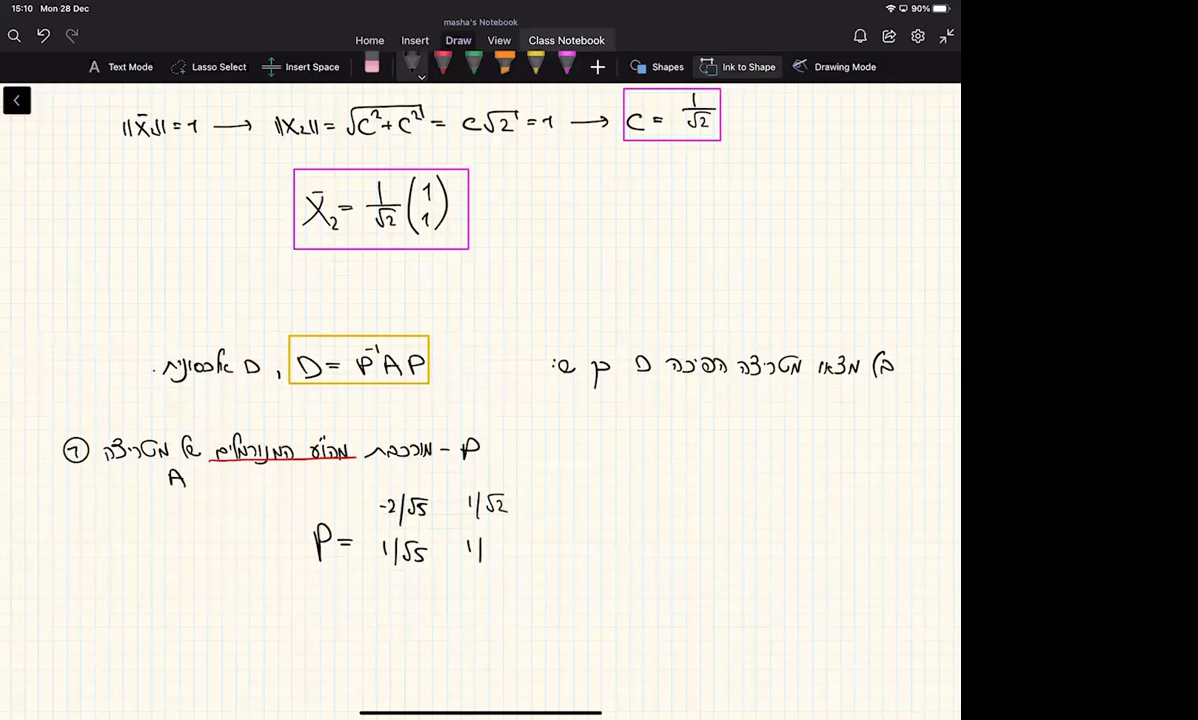 15:10 Mon 28 Dec 90%
masha's Notebook
Home Insert Draw View Class Notebook
Text Mode Lasso Select Insert Space Shapes Ink to Shape Drawing Mode
||X̄₂|| = 1 → ||X₂|| = √(c² + c²) = c√2 = 1 → c = 1/√2
X̄₂ = 1/√2 (1 1)
ב) מצאו מטריצה הפיכה D כך ש:
D = P⁻¹AP , D אלכסונית.
P - מורכבת מהו"ע המנורמלים של מטריצה ①
A
P = -2/√5 1/√2
1/√5 1/